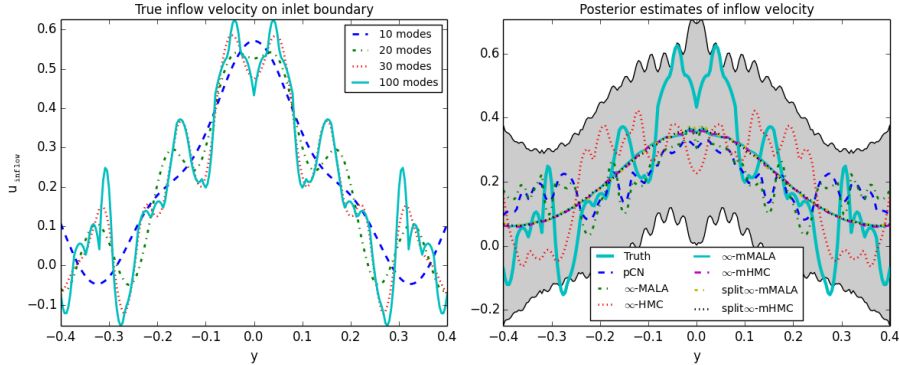 True inflow velocity on inlet boundary
u_inflow
0.6
0.5
0.4
0.3
0.2
0.1
0.0
−0.1
10 modes
20 modes
30 modes
100 modes
−0.4 −0.3 −0.2 −0.1 0.0 0.1 0.2 0.3 0.4
y
Posterior estimates of inflow velocity
0.6
0.4
0.2
0.0
−0.2
Truth
pCN
∞-MALA
∞-HMC
∞-mMALA
∞-mHMC
split∞-mMALA
split∞-mHMC
−0.4 −0.3 −0.2 −0.1 0.0 0.1 0.2 0.3 0.4
y